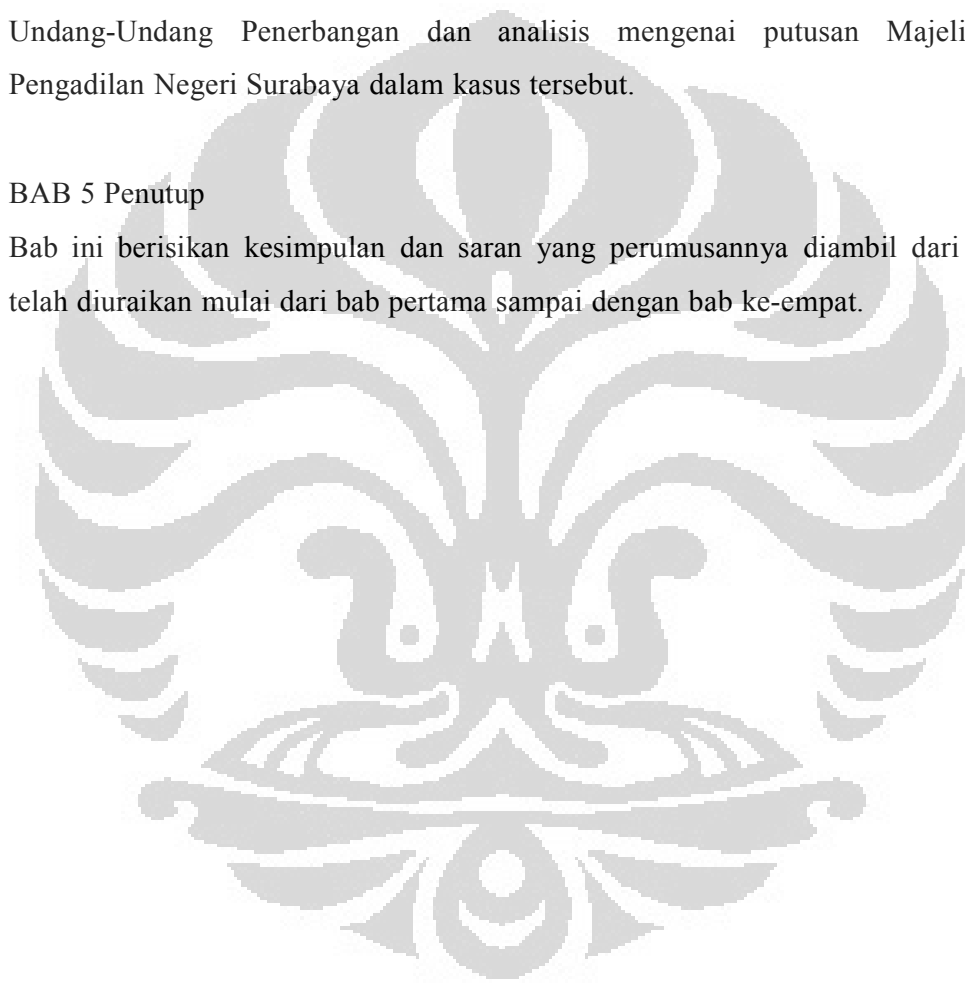 Undang-Undang Penerbangan dan analisis mengenai putusan Majeli
Pengadilan Negeri Surabaya dalam kasus tersebut.
BAB 5 Penutup
Bab ini berisikan kesimpulan dan saran yang perumusannya diambil dari
telah diuraikan mulai dari bab pertama sampai dengan bab ke-empat.